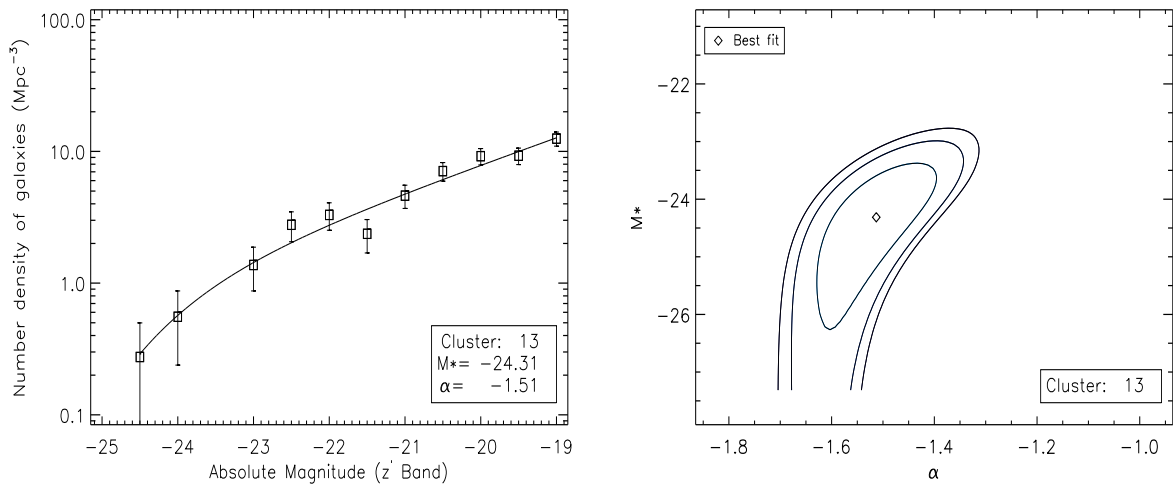 100.0
10.0
1.0
0.1
Number density of galaxies (Mpc⁻³)
Cluster: 13
M*= −24.31
α= −1.51
−25 −24 −23 −22 −21 −20 −19
Absolute Magnitude (z' Band)
◇ Best fit
−22
−24
−26
M*
Cluster: 13
−1.8 −1.6 −1.4 −1.2 −1.0
α